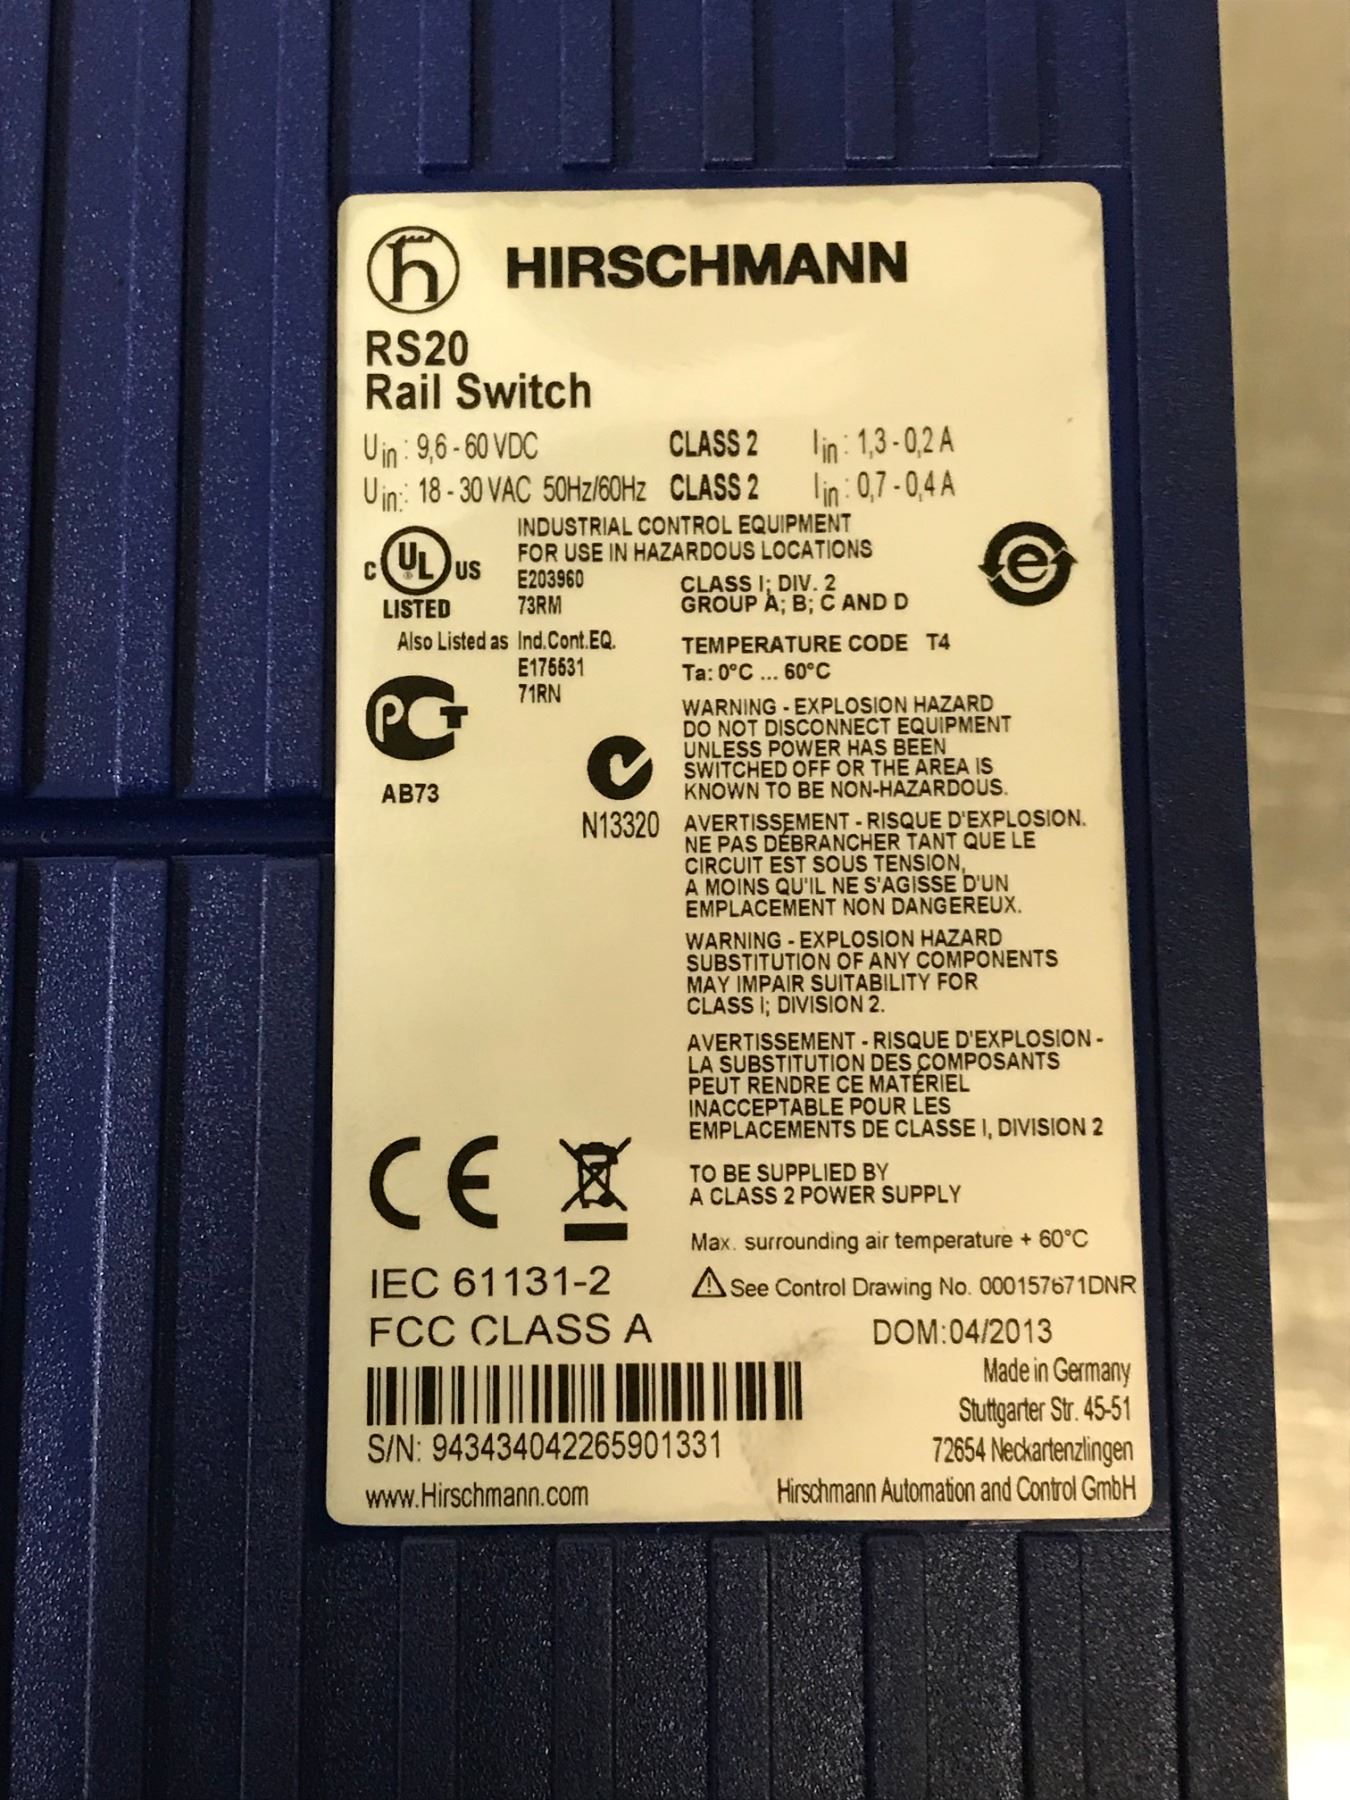 HIRSCHMANN
RS20
Rail Switch
Uin : 9,6 - 60 VDC CLASS 2 Iin : 1,3 - 0,2 A
Uin: 18 - 30 VAC 50Hz/60Hz CLASS 2 Iin : 0,7 - 0,4 A
INDUSTRIAL CONTROL EQUIPMENT
FOR USE IN HAZARDOUS LOCATIONS
C UL US
LISTED
E203960
73RM
CLASS I; DIV. 2
GROUP A; B; C AND D
e
Also Listed as Ind.Cont.EQ.
E175531
71RN
TEMPERATURE CODE T4
Ta: 0°C ... 60°C
PCT
AB73
N13320
WARNING - EXPLOSION HAZARD
DO NOT DISCONNECT EQUIPMENT
UNLESS POWER HAS BEEN
SWITCHED OFF OR THE AREA IS
KNOWN TO BE NON-HAZARDOUS.
AVERTISSEMENT - RISQUE D'EXPLOSION.
NE PAS DÉBRANCHER TANT QUE LE
CIRCUIT EST SOUS TENSION,
A MOINS QU'IL NE S'AGISSE D'UN
EMPLACEMENT NON DANGEREUX.
WARNING - EXPLOSION HAZARD
SUBSTITUTION OF ANY COMPONENTS
MAY IMPAIR SUITABILITY FOR
CLASS I; DIVISION 2.
AVERTISSEMENT - RISQUE D'EXPLOSION -
LA SUBSTITUTION DES COMPOSANTS
PEUT RENDRE CE MATÉRIEL
INACCEPTABLE POUR LES
EMPLACEMENTS DE CLASSE I, DIVISION 2
CE
TO BE SUPPLIED BY
A CLASS 2 POWER SUPPLY
Max. surrounding air temperature + 60°C
IEC 61131-2
See Control Drawing No. 000157671DNR
FCC CLASS A
DOM:04/2013
Made in Germany
Stuttgarter Str. 45-51
S/N: 943434042265901331
72654 Neckartenzlingen
www.Hirschmann.com
Hirschmann Automation and Control GmbH